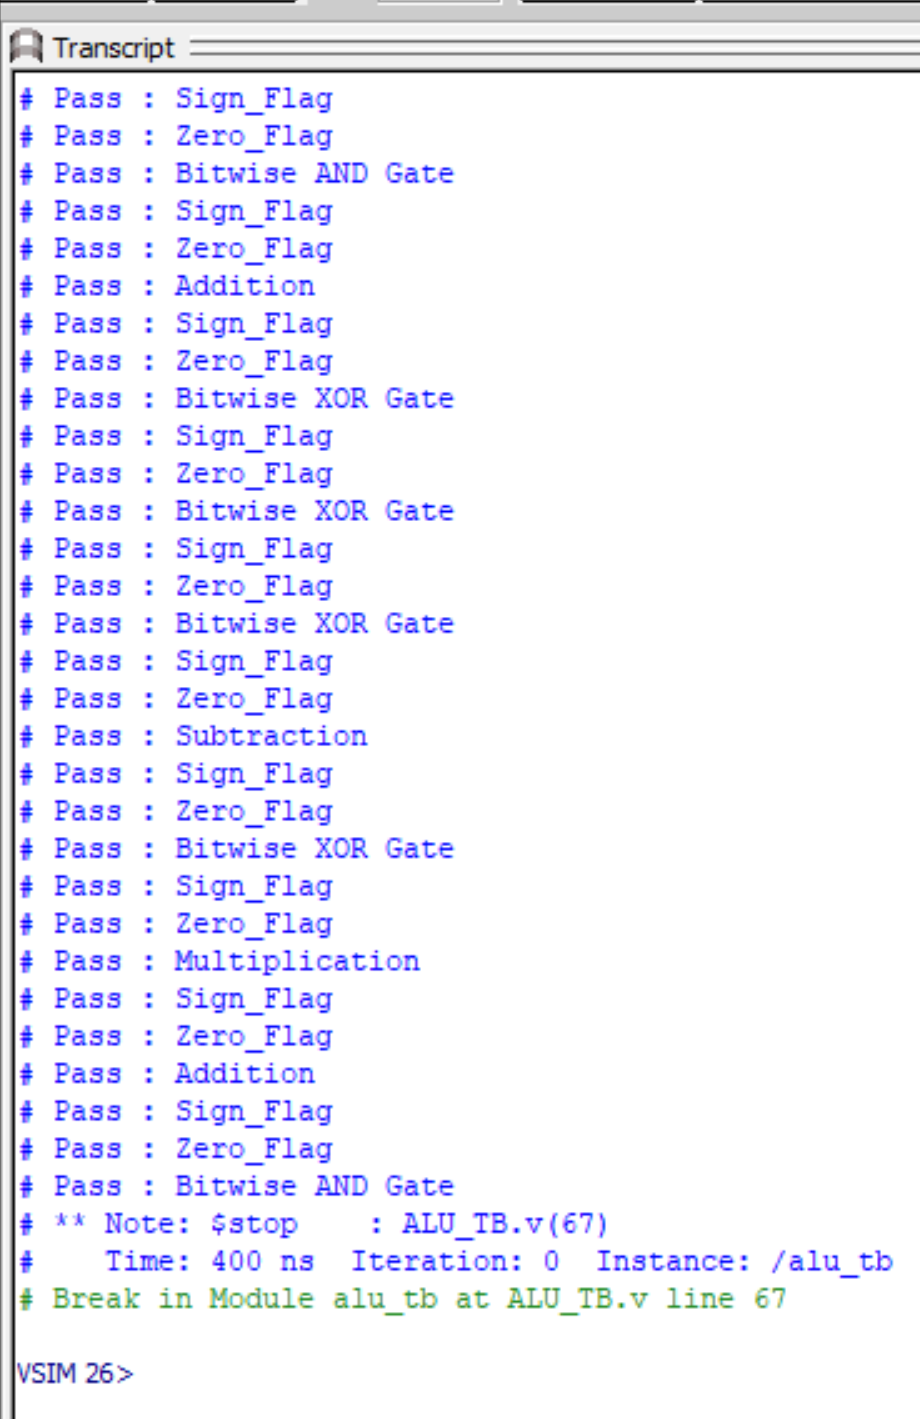 Transcript
# Pass : Sign_Flag
# Pass : Zero_Flag
# Pass : Bitwise AND Gate
# Pass : Sign_Flag
# Pass : Zero_Flag
# Pass : Addition
# Pass : Sign_Flag
# Pass : Zero_Flag
# Pass : Bitwise XOR Gate
# Pass : Sign_Flag
# Pass : Zero_Flag
# Pass : Bitwise XOR Gate
# Pass : Sign_Flag
# Pass : Zero_Flag
# Pass : Bitwise XOR Gate
# Pass : Sign_Flag
# Pass : Zero_Flag
# Pass : Subtraction
# Pass : Sign_Flag
# Pass : Zero_Flag
# Pass : Bitwise XOR Gate
# Pass : Sign_Flag
# Pass : Zero_Flag
# Pass : Multiplication
# Pass : Sign_Flag
# Pass : Zero_Flag
# Pass : Addition
# Pass : Sign_Flag
# Pass : Zero_Flag
# Pass : Bitwise AND Gate
# ** Note: $stop    : ALU_TB.v(67)
#    Time: 400 ns  Iteration: 0  Instance: /alu_tb
# Break in Module alu_tb at ALU_TB.v line 67
VSIM 26>